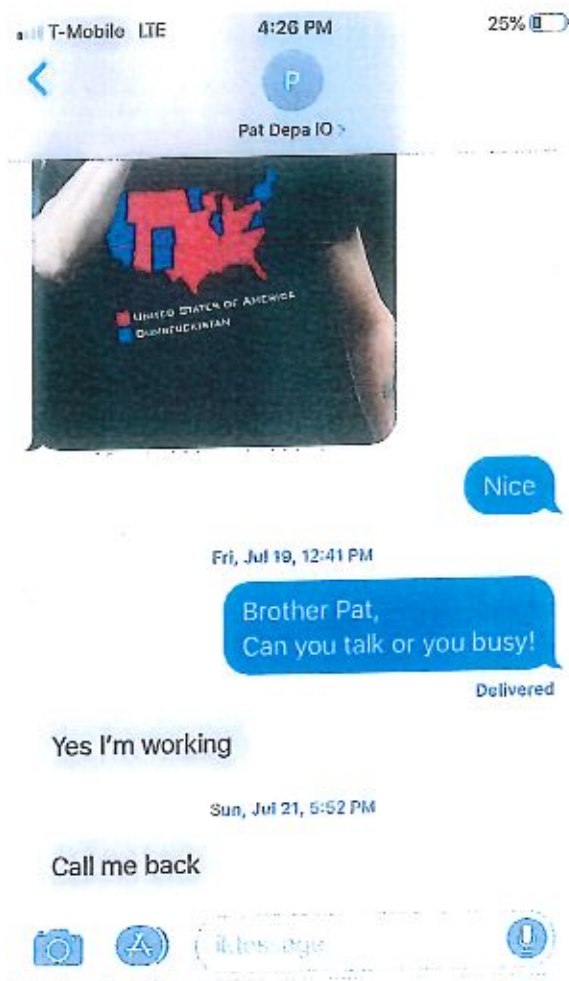 T-Mobile LTE 4:26 PM 25%
P
Pat Depa IO >
UNITED STATES OF AMERICA
DUMBFUCKISTAN
Nice
Fri, Jul 19, 12:41 PM
Brother Pat,
Can you talk or you busy!
Delivered
Yes I'm working
Sun, Jul 21, 5:52 PM
Call me back
iMessage